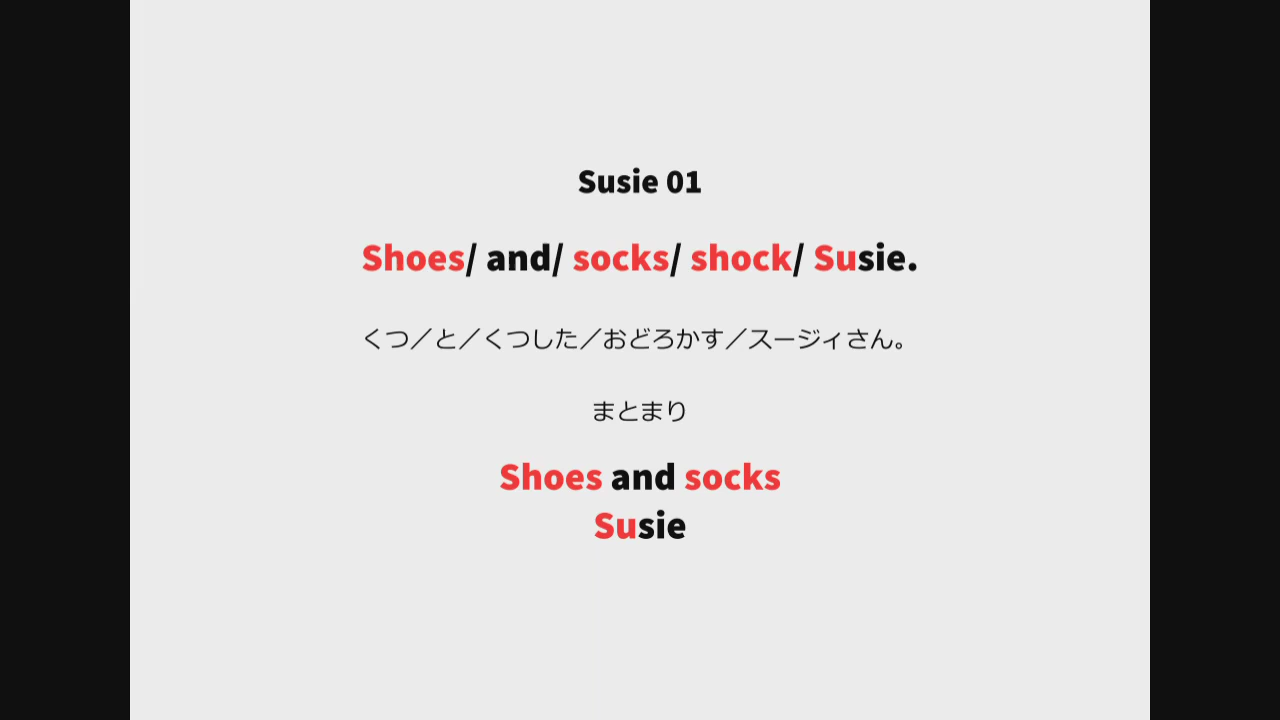 Susie 01
Shoes/ and/ socks/ shock/ Susie.
くつ／と／くつした／おどろかす／スージィさん。
まとまり
Shoes and socks
Susie